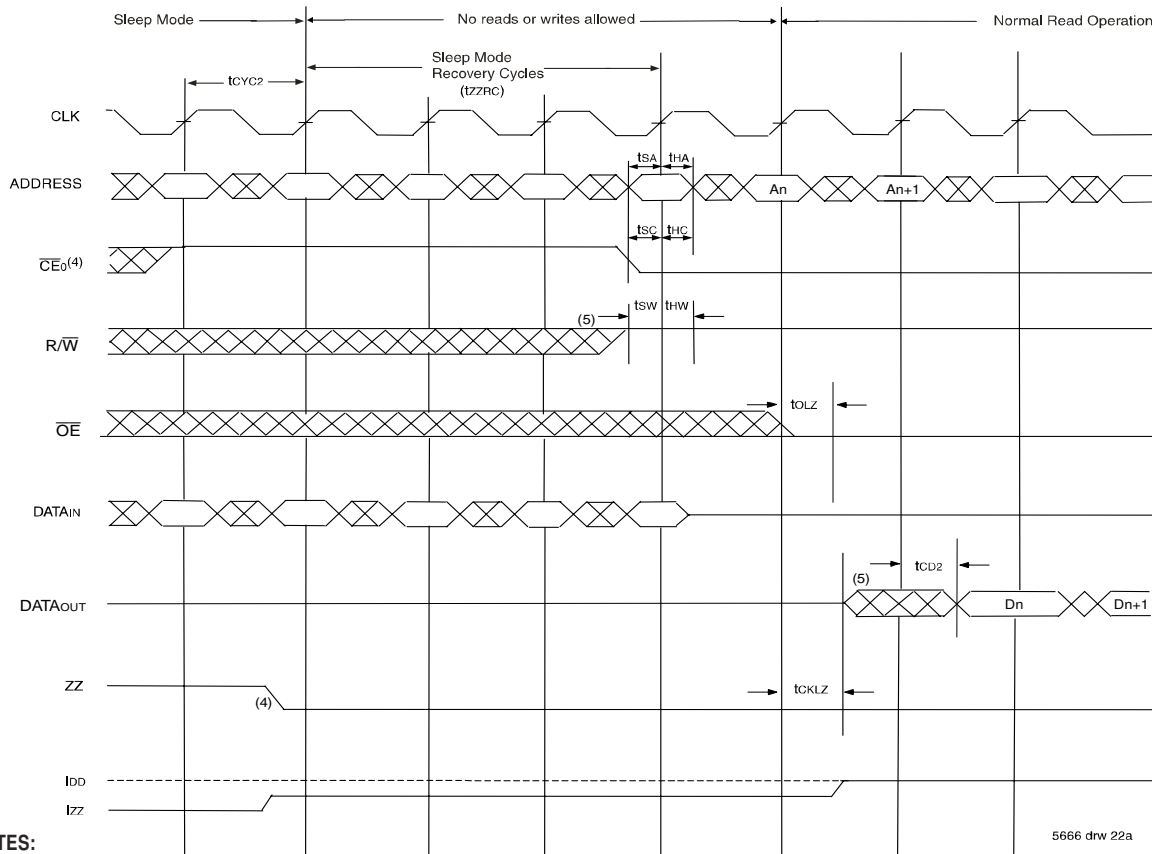 Sleep Mode No reads or writes allowed Normal Read Operation
Sleep Mode
Recovery Cycles
(tZZRC)
tCYC2
CLK
tSA tHA
ADDRESS An An+1
tSC tHC
CE0(4)
(5) tSW tHW
R/W
tOLZ
OE
DATAIN
(5) tCD2
DATAOUT Dn Dn+1
ZZ
(4)
tCKLZ
IDD
IZZ
5666 drw 22a
TES: